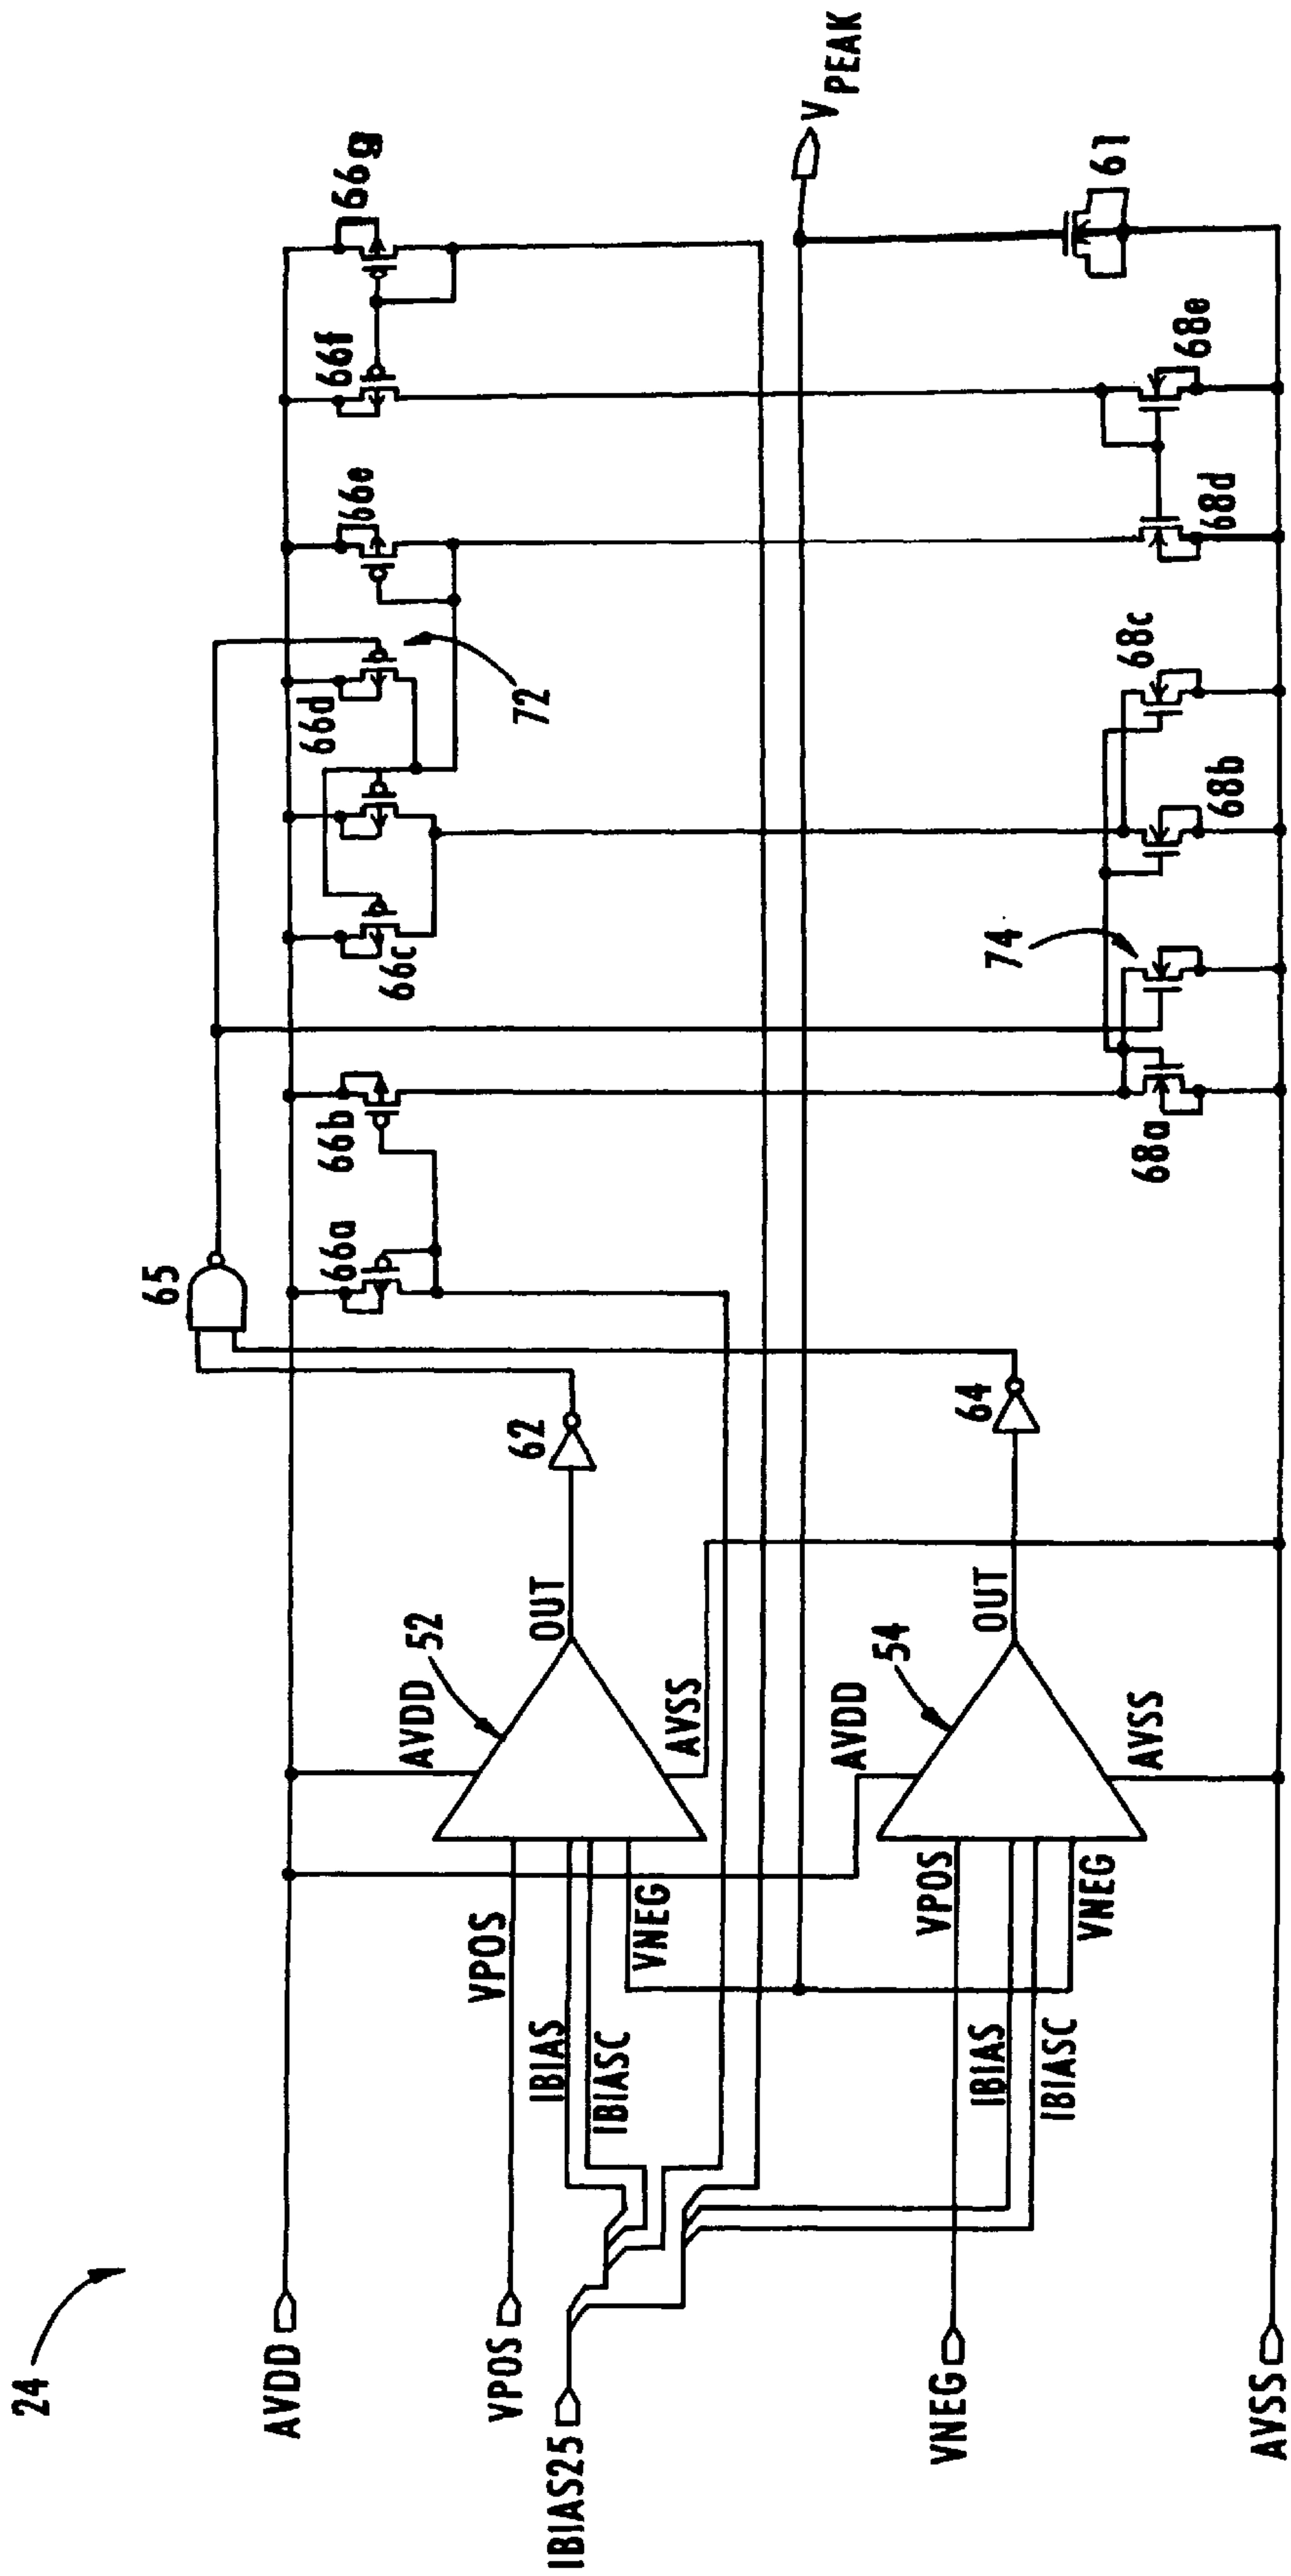 24
AVDD
VPOS
IBIAS25
VNEG
AVSS
VPOS
IBIAS
IBIASC
VNEG
AVDD
52
AVSS
OUT
62
65
VPOS
IBIAS
IBIASC
VNEG
AVDD
54
AVSS
OUT
64
66a
66b
66c
66d
72
66e
66f
66g
68a
74
68b
68c
68d
68e
61
VPEAK